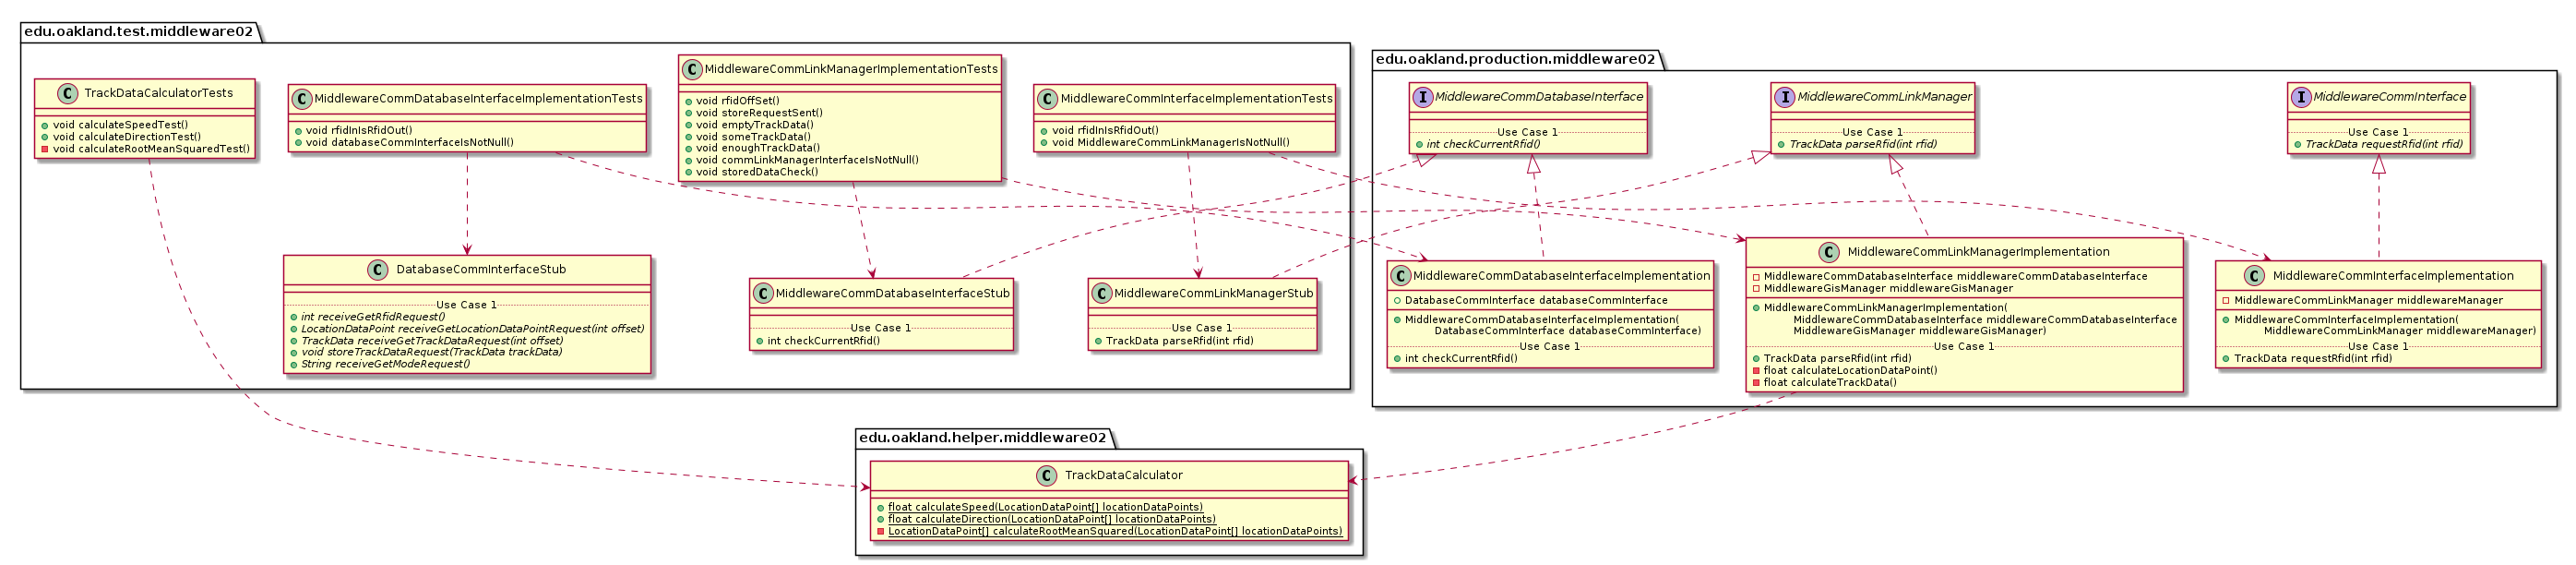 edu.oakland.test.middleware02
C TrackDataCalculatorTests
void calculateSpeedTest()
void calculateDirectionTest()
void calculateRootMeanSquaredTest()
C MiddlewareCommDatabaseInterfaceImplementationTests
void rfidInIsRfidOut()
void databaseCommInterfaceIsNotNull()
C MiddlewareCommLinkManagerImplementationTests
void rfidOffSet()
void storeRequestSent()
void emptyTrackData()
void someTrackData()
void enoughTrackData()
void commLinkManagerInterfaceIsNotNull()
void storedDataCheck()
C MiddlewareCommInterfaceImplementationTests
void rfidInIsRfidOut()
void MiddlewareCommLinkManagerIsNotNull()
C DatabaseCommInterfaceStub
Use Case 1
int receiveGetRfidRequest()
LocationDataPoint receiveGetLocationDataPointRequest(int offset)
TrackData receiveGetTrackDataRequest(int offset)
void storeTrackDataRequest(TrackData trackData)
String receiveGetModeRequest()
C MiddlewareCommDatabaseInterfaceStub
Use Case 1
int checkCurrentRfid()
C MiddlewareCommLinkManagerStub
Use Case 1
TrackData parseRfid(int rfid)
edu.oakland.production.middleware02
I MiddlewareCommDatabaseInterface
Use Case 1
int checkCurrentRfid()
I MiddlewareCommLinkManager
Use Case 1
TrackData parseRfid(int rfid)
I MiddlewareCommInterface
Use Case 1
TrackData requestRfid(int rfid)
C MiddlewareCommDatabaseInterfaceImplementation
DatabaseCommInterface databaseCommInterface
MiddlewareCommDatabaseInterfaceImplementation(
DatabaseCommInterface databaseCommInterface)
Use Case 1
int checkCurrentRfid()
C MiddlewareCommLinkManagerImplementation
MiddlewareCommDatabaseInterface middlewareCommDatabaseInterface
MiddlewareGisManager middlewareGisManager
MiddlewareCommLinkManagerImplementation(
MiddlewareCommDatabaseInterface middlewareCommDatabaseInterface
MiddlewareGisManager middlewareGisManager)
Use Case 1
TrackData parseRfid(int rfid)
float calculateLocationDataPoint()
float calculateTrackData()
C MiddlewareCommInterfaceImplementation
MiddlewareCommLinkManager middlewareManager
MiddlewareCommInterfaceImplementation(
MiddlewareCommLinkManager middlewareManager)
Use Case 1
TrackData requestRfid(int rfid)
edu.oakland.helper.middleware02
C TrackDataCalculator
float calculateSpeed(LocationDataPoint[] locationDataPoints)
float calculateDirection(LocationDataPoint[] locationDataPoints)
LocationDataPoint[] calculateRootMeanSquared(LocationDataPoint[] locationDataPoints)